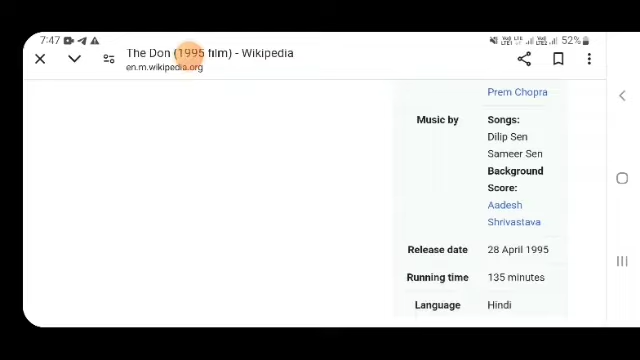 7:47 52%
The Don (1995 film) - Wikipedia
en.m.wikipedia.org
Prem Chopra
Music by Songs:
Dilip Sen
Sameer Sen
Background
Score:
Aadesh
Shrivastava
Release date 28 April 1995
Running time 135 minutes
Language Hindi